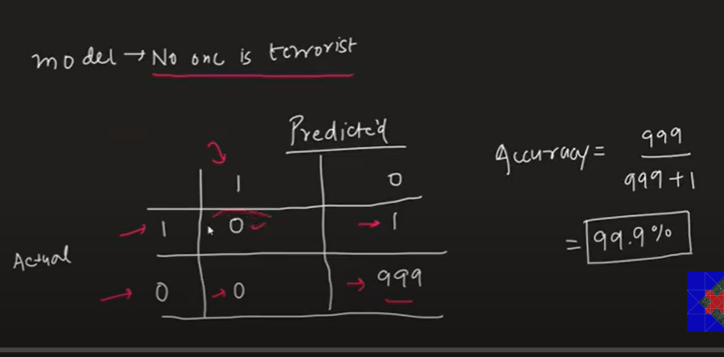 model → No one is terrorist
Predicted
1 0
1 0 → 1
Actual
0 0 → 999
Accuracy = 999 / 999+1
= 99.9%